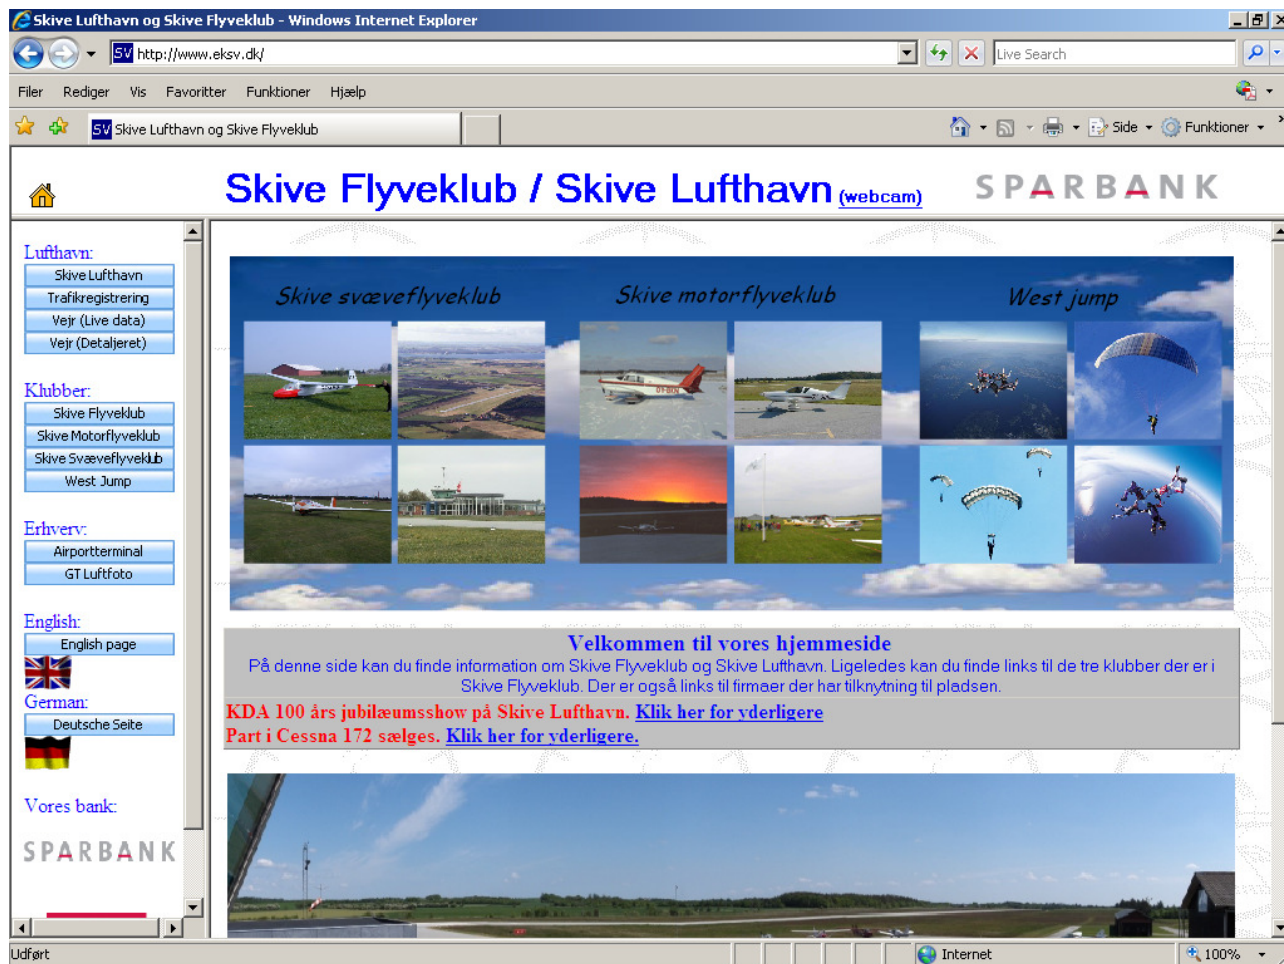 Skive Lufthavn og Skive Flyveklub - Windows Internet Explorer
SV http://www.eksv.dk/
Live Search
Filer Rediger Vis Favoritter Funktioner Hjælp
SV Skive Lufthavn og Skive Flyveklub
Side Funktioner
Skive Flyveklub / Skive Lufthavn (webcam)
SPARBANK
Lufthavn:
Skive Lufthavn
Trafikregistrering
Vejr (Live data)
Vejr (Detaljeret)
Klubber:
Skive Flyveklub
Skive Motorflyveklub
Skive Svæveflyveklub
West Jump
Erhverv:
Airportterminal
GT Luftfoto
English:
English page
German:
Deutsche Seite
Vores bank:
SPARBANK
Skive svæveflyveklub
Skive motorflyveklub
West jump
Velkommen til vores hjemmeside
På denne side kan du finde information om Skive Flyveklub og Skive Lufthavn. Ligeledes kan du finde links til de tre klubber der er i
Skive Flyveklub. Der er også links til firmaer der har tilknytning til pladsen.
KDA 100 års jubilæumsshow på Skive Lufthavn. Klik her for yderligere
Part i Cessna 172 sælges. Klik her for yderligere.
Udført
Internet
100%